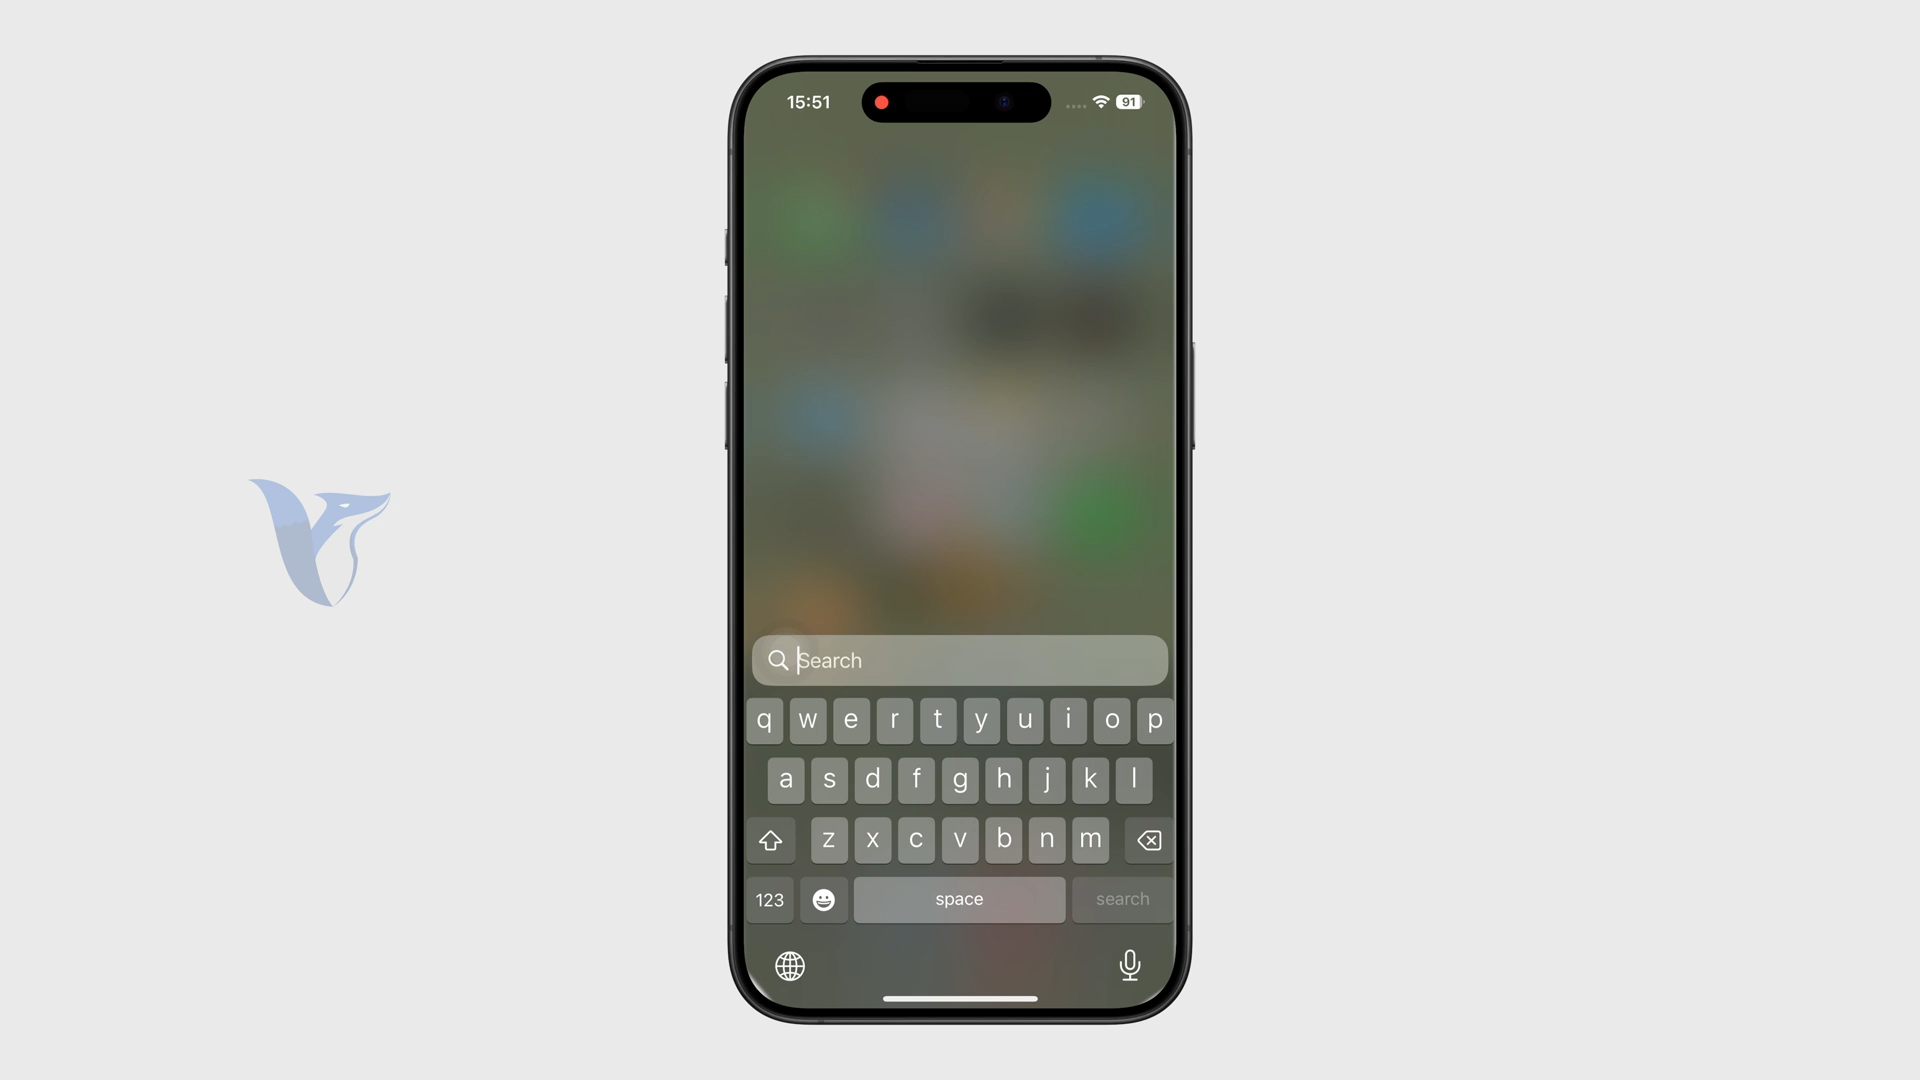 15:51
91
Search
q w e r t y u i o p
a s d f g h j k l
z x c v b n m
123 space search